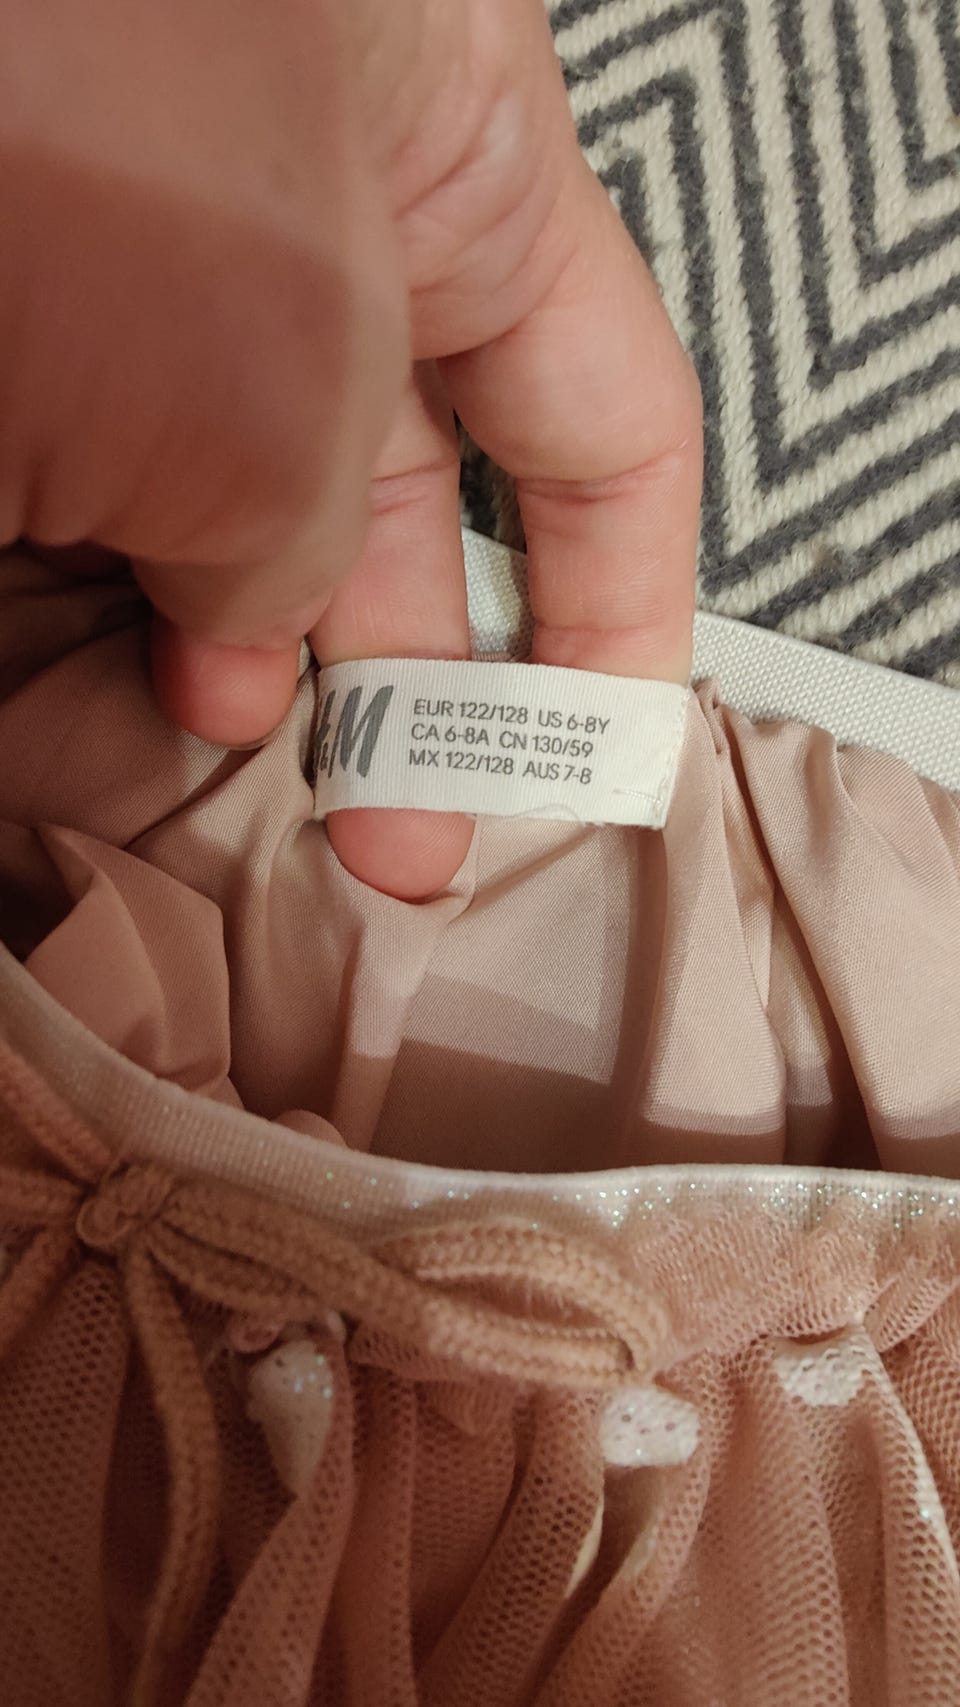 H&M
EUR 122/128 US 6-8Y
CA 6-8A CN 130/59
MX 122/128 AUS 7-8